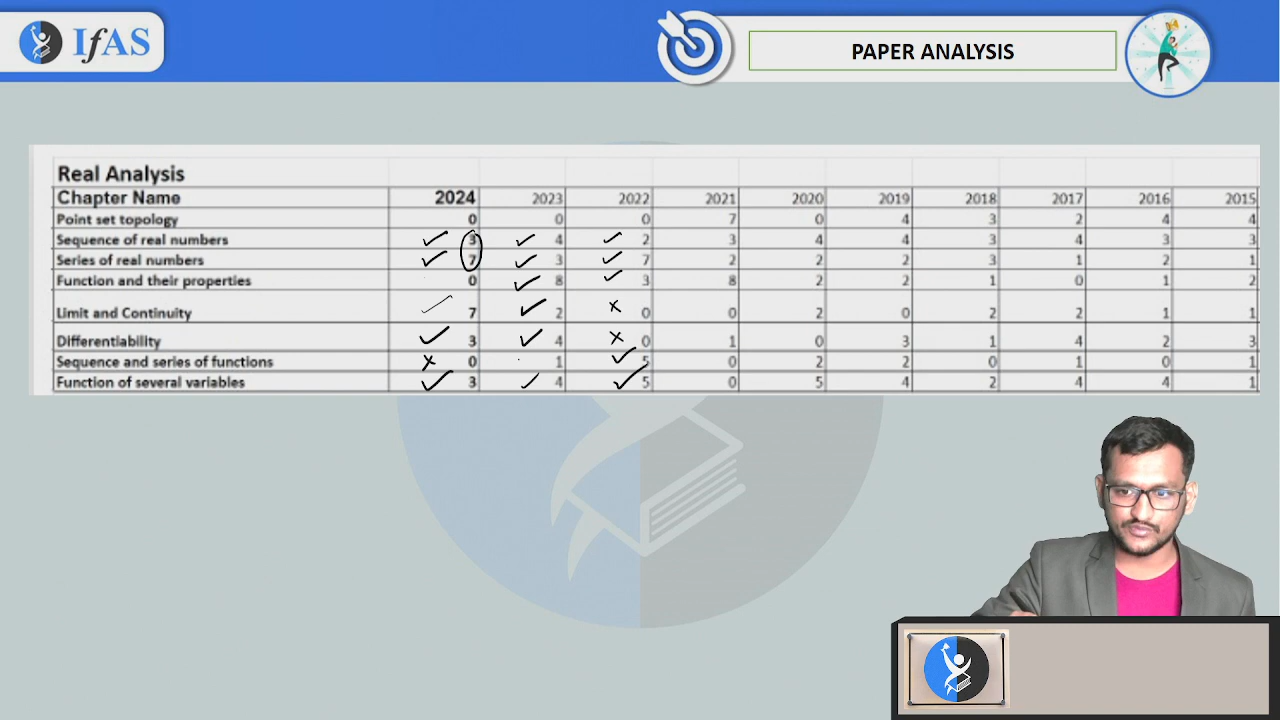 IfAS
PAPER ANALYSIS
Real Analysis
Chapter Name 2024 2023 2022 2021 2020 2019 2018 2017 2016 2015
Point set topology 0 0 0 7 0 4 3 2 4 4
Sequence of real numbers 3 4 2 3 4 4 3 4 3 3
Series of real numbers 7 3 7 2 2 2 3 1 2 1
Function and their properties 0 8 3 8 2 2 1 0 1 2
Limit and Continuity 7 2 0 0 2 0 2 2 1 1
Differentiability 3 4 0 1 0 3 1 4 2 3
Sequence and series of functions 0 1 5 0 2 2 0 1 0 1
Function of several variables 3 4 5 0 5 4 2 4 4 1